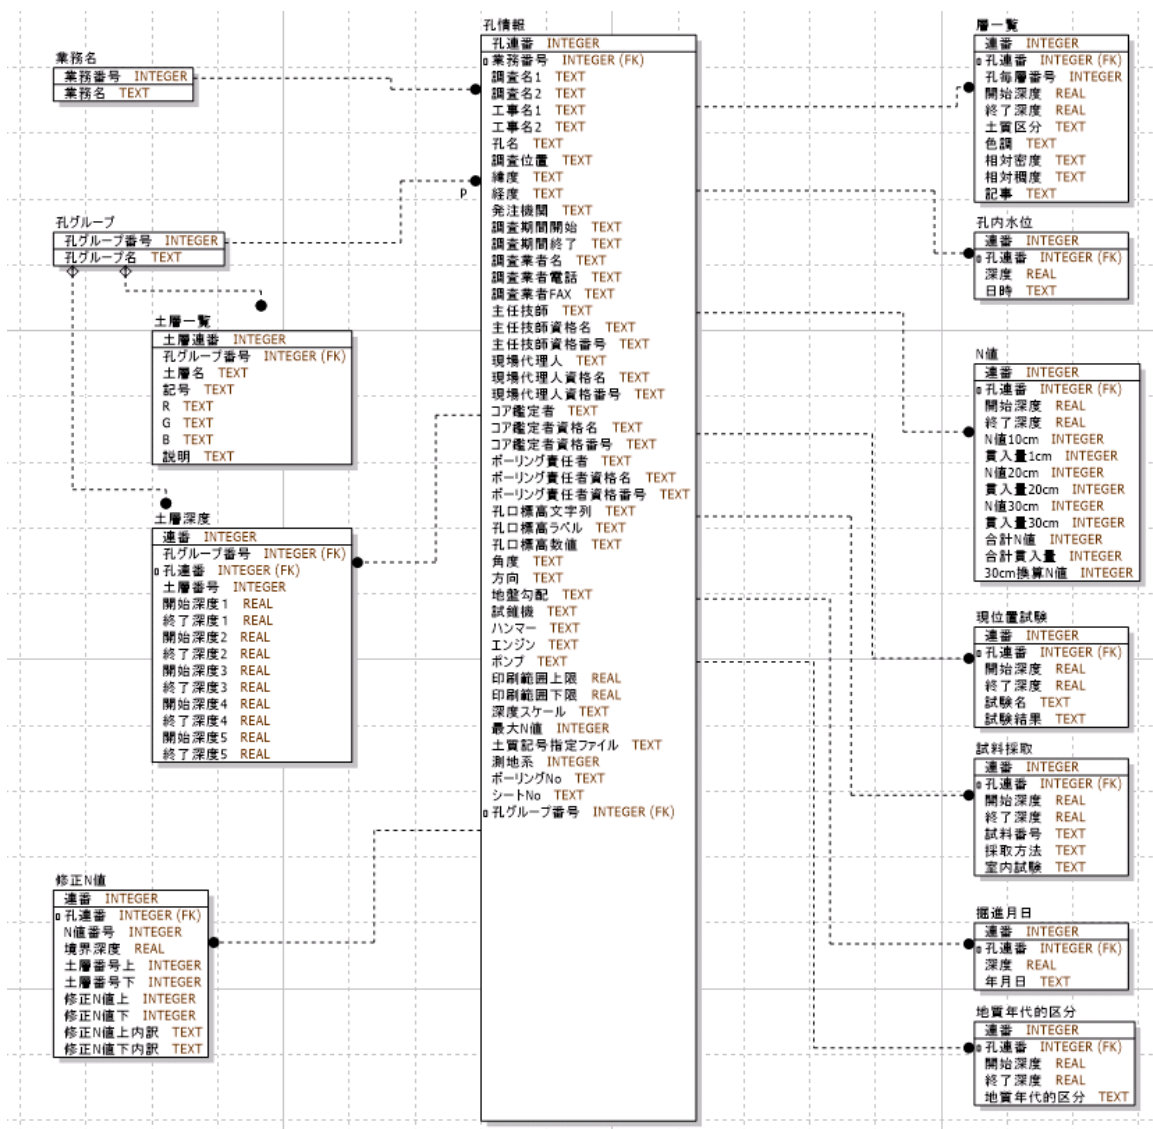 業務名
業務番号 INTEGER
業務名 TEXT
孔グループ
孔グループ番号 INTEGER
孔グループ名 TEXT
土層一覧
土層連番 INTEGER
孔グループ番号 INTEGER (FK)
土層名 TEXT
記号 TEXT
R TEXT
G TEXT
B TEXT
説明 TEXT
土層深度
連番 INTEGER
孔グループ番号 INTEGER (FK)
孔連番 INTEGER (FK)
土層番号 INTEGER
開始深度1 REAL
終了深度1 REAL
開始深度2 REAL
終了深度2 REAL
開始深度3 REAL
終了深度3 REAL
開始深度4 REAL
終了深度4 REAL
開始深度5 REAL
終了深度5 REAL
修正N値
連番 INTEGER
孔連番 INTEGER (FK)
N値番号 INTEGER
境界深度 REAL
土層番号上 INTEGER
土層番号下 INTEGER
修正N値上 INTEGER
修正N値下 INTEGER
修正N値上内訳 TEXT
修正N値下内訳 TEXT
孔情報
孔連番 INTEGER
業務番号 INTEGER (FK)
調査名1 TEXT
調査名2 TEXT
工事名1 TEXT
工事名2 TEXT
孔名 TEXT
調査位置 TEXT
緯度 TEXT
P
経度 TEXT
発注機関 TEXT
調査期間開始 TEXT
調査期間終了 TEXT
調査業者名 TEXT
調査業者電話 TEXT
調査業者FAX TEXT
主任技師 TEXT
主任技師資格名 TEXT
主任技師資格番号 TEXT
現場代理人 TEXT
現場代理人資格名 TEXT
現場代理人資格番号 TEXT
コア鑑定者 TEXT
コア鑑定者資格名 TEXT
コア鑑定者資格番号 TEXT
ボーリング責任者 TEXT
ボーリング責任者資格名 TEXT
ボーリング責任者資格番号 TEXT
孔口標高文字列 TEXT
孔口標高ラベル TEXT
孔口標高数値 TEXT
角度 TEXT
方向 TEXT
地盤勾配 TEXT
試錐機 TEXT
ハンマー TEXT
エンジン TEXT
ポンプ TEXT
印刷範囲上限 REAL
印刷範囲下限 REAL
深度スケール TEXT
最大N値 INTEGER
土質記号指定ファイル TEXT
測地系 INTEGER
ボーリングNo TEXT
シートNo TEXT
孔グループ番号 INTEGER (FK)
層一覧
連番 INTEGER
孔連番 INTEGER (FK)
孔毎層番号 INTEGER
開始深度 REAL
終了深度 REAL
土質区分 TEXT
色調 TEXT
相対密度 TEXT
相対稠度 TEXT
記事 TEXT
孔内水位
連番 INTEGER
孔連番 INTEGER (FK)
深度 REAL
日時 TEXT
N値
連番 INTEGER
孔連番 INTEGER (FK)
開始深度 REAL
終了深度 REAL
N値10cm INTEGER
貫入量1cm INTEGER
N値20cm INTEGER
貫入量20cm INTEGER
N値30cm INTEGER
貫入量30cm INTEGER
合計N値 INTEGER
合計貫入量 INTEGER
30cm換算N値 INTEGER
現位置試験
連番 INTEGER
孔連番 INTEGER (FK)
開始深度 REAL
終了深度 REAL
試験名 TEXT
試験結果 TEXT
試料採取
連番 INTEGER
孔連番 INTEGER (FK)
開始深度 REAL
終了深度 REAL
試料番号 TEXT
採取方法 TEXT
室内試験 TEXT
掘進月日
連番 INTEGER
孔連番 INTEGER (FK)
深度 REAL
年月日 TEXT
地質年代的区分
連番 INTEGER
孔連番 INTEGER (FK)
開始深度 REAL
終了深度 REAL
地質年代的区分 TEXT